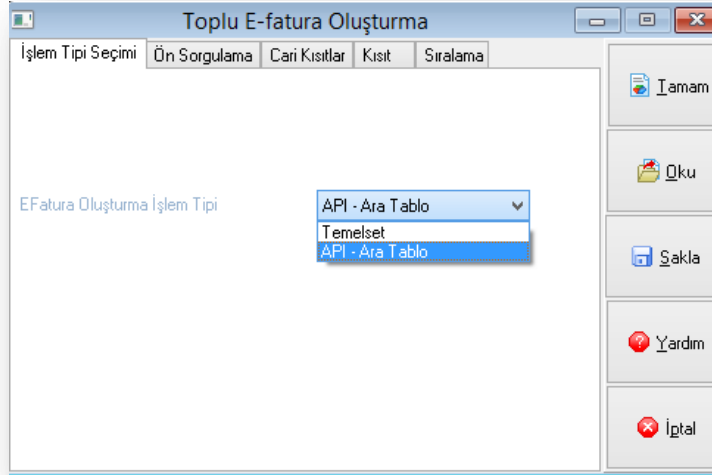 Toplu E-fatura Oluşturma
İşlem Tipi Seçimi
Ön Sorgulama
Cari Kısıtlar
Kısıt
Sıralama
Tamam
Oku
EFatura Oluşturma İşlem Tipi
API - Ara Tablo
Temelset
API - Ara Tablo
Sakla
Yardım
İptal